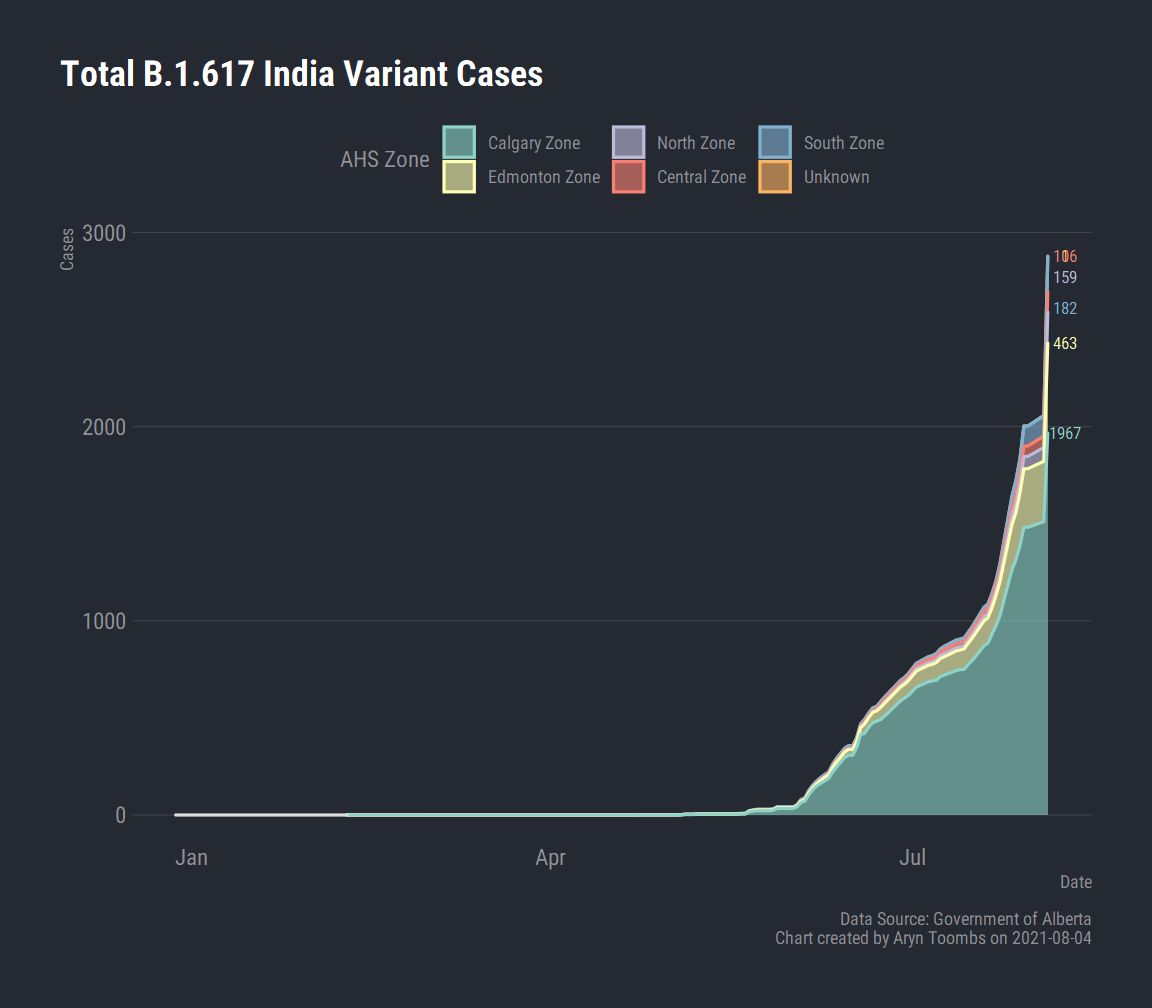 Total B.1.617 India Variant Cases
AHS Zone
Calgary Zone
North Zone
South Zone
Edmonton Zone
Central Zone
Unknown
Cases
3000
2000
1000
0
159
182
463
1967
Jan
Apr
Jul
Date
Data Source: Government of Alberta
Chart created by Aryn Toombs on 2021-08-04